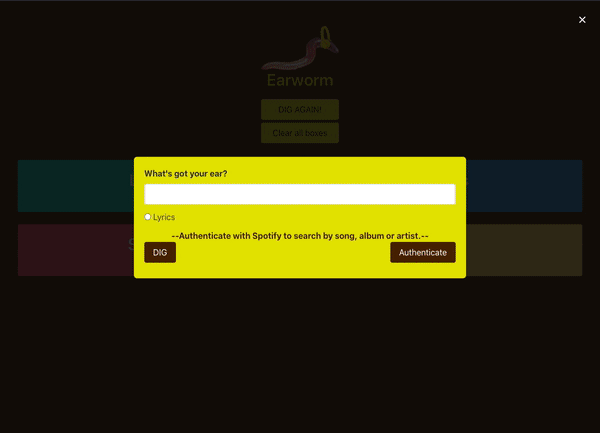 ×
Earworm
DIG AGAIN!
Clear all boxes
What's got your ear?
Lyrics
--Authenticate with Spotify to search by song, album or artist.--
DIG
Authenticate